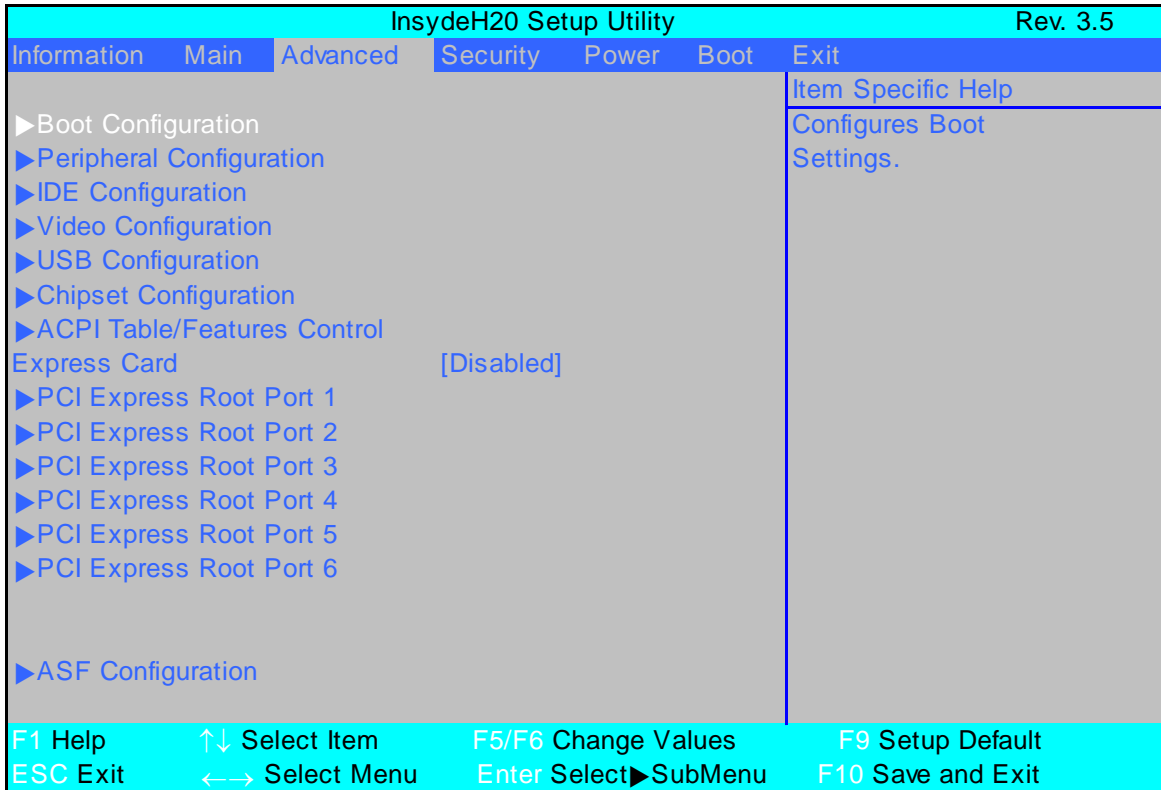 InsydeH20 Setup Utility Rev. 3.5
Information Main Advanced Security Power Boot Exit
Item Specific Help
▶Boot Configuration
Configures Boot
Settings.
▶Peripheral Configuration
▶IDE Configuration
▶Video Configuration
▶USB Configuration
▶Chipset Configuration
▶ACPI Table/Features Control
Express Card [Disabled]
▶PCI Express Root Port 1
▶PCI Express Root Port 2
▶PCI Express Root Port 3
▶PCI Express Root Port 4
▶PCI Express Root Port 5
▶PCI Express Root Port 6
▶ASF Configuration
F1 Help ↑↓ Select Item F5/F6 Change Values F9 Setup Default
ESC Exit ←→ Select Menu Enter Select▶SubMenu F10 Save and Exit